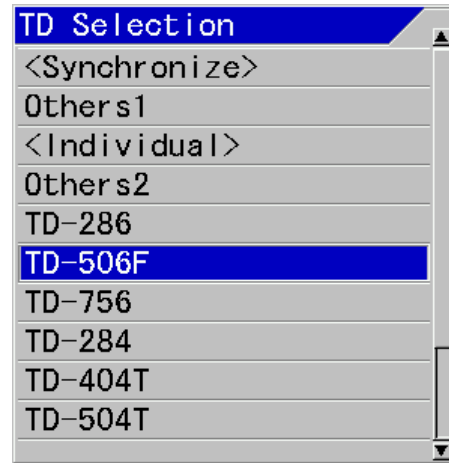 TD Selection
<Synchronize>
Others1
<Individual>
Others2
TD-286
TD-506F
TD-756
TD-284
TD-404T
TD-504T